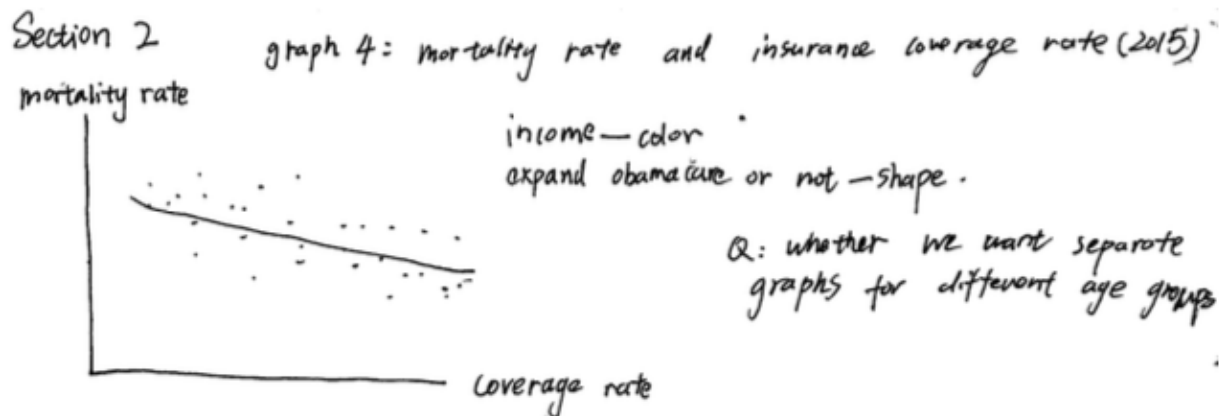 Section 2
graph 4: mortality rate and insurance coverage rate (2015)
mortality rate
income — color
expand obamacare or not — shape.
Q: whether we want separate
graphs for different age groups
coverage rate